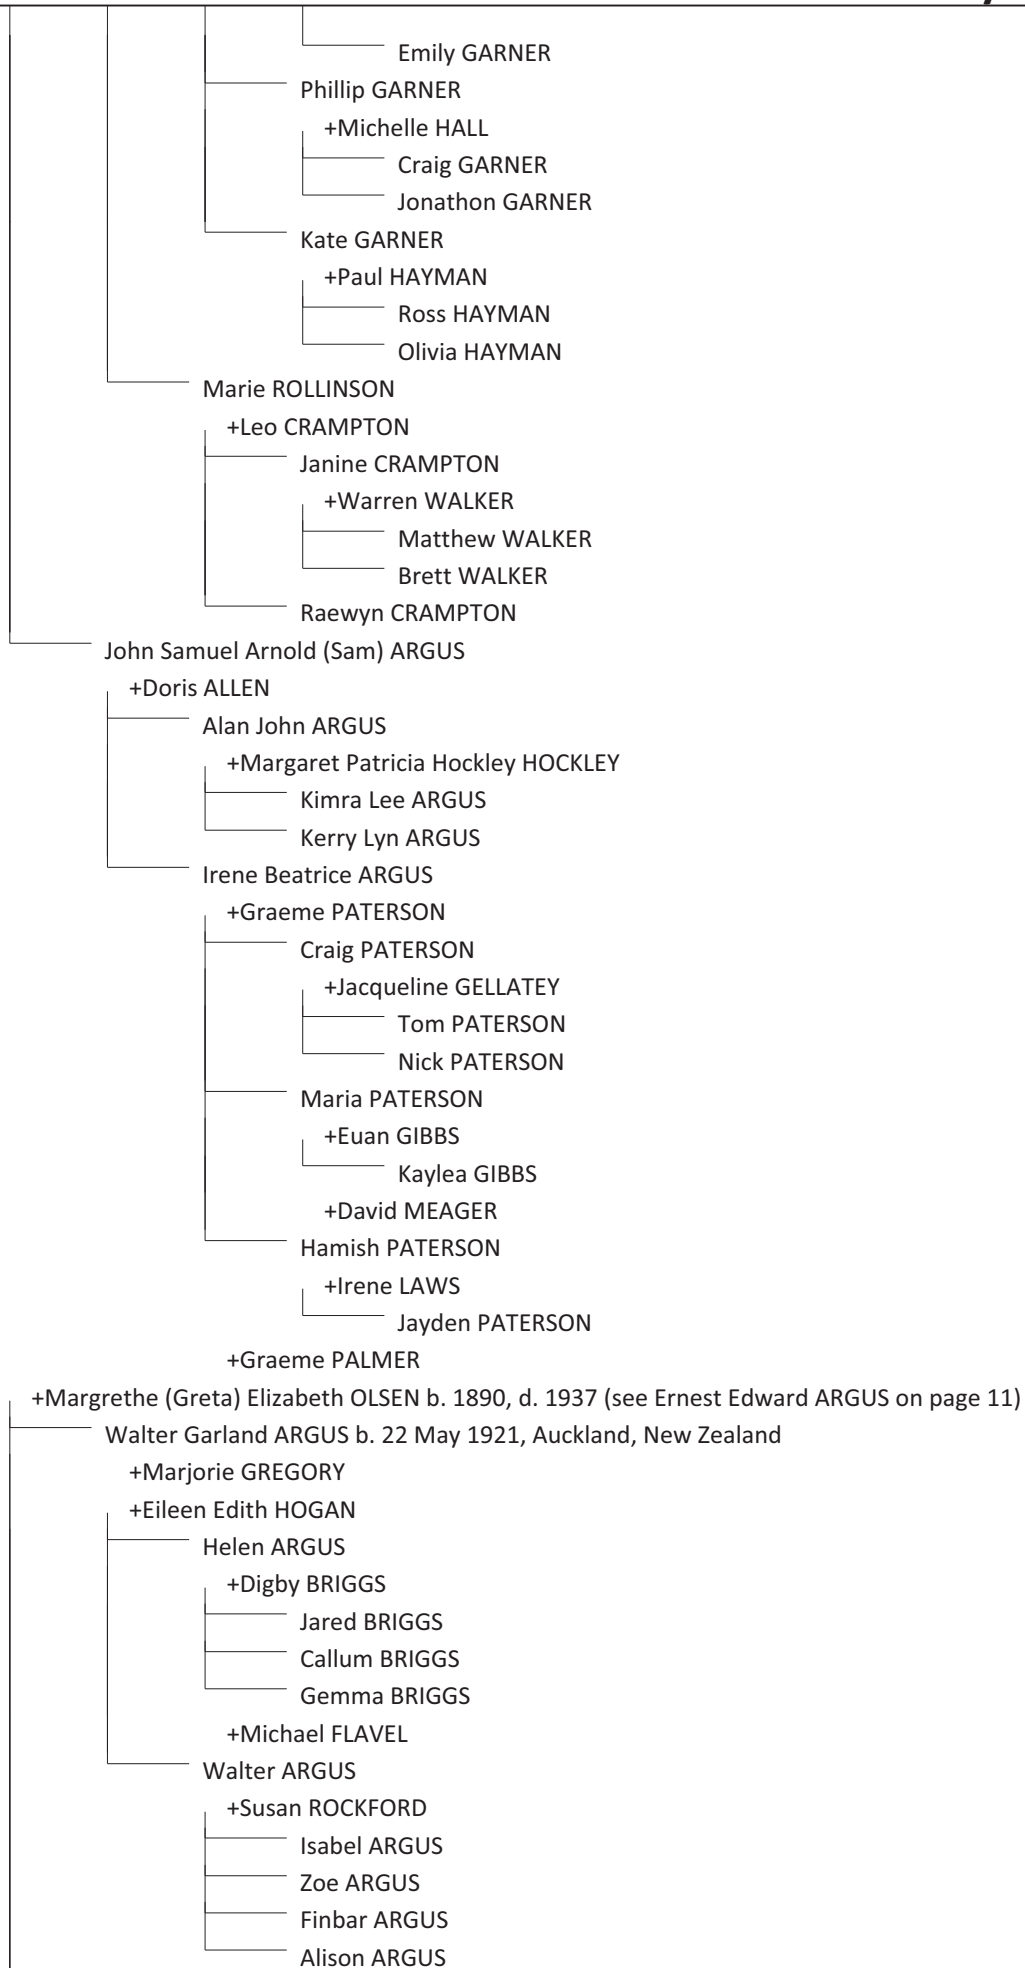 Emily GARNER
Phillip GARNER
+Michelle HALL
Craig GARNER
Jonathon GARNER
Kate GARNER
+Paul HAYMAN
Ross HAYMAN
Olivia HAYMAN
Marie ROLLINSON
+Leo CRAMPTON
Janine CRAMPTON
+Warren WALKER
Matthew WALKER
Brett WALKER
Raewyn CRAMPTON
John Samuel Arnold (Sam) ARGUS
+Doris ALLEN
Alan John ARGUS
+Margaret Patricia Hockley HOCKLEY
Kimra Lee ARGUS
Kerry Lyn ARGUS
Irene Beatrice ARGUS
+Graeme PATERSON
Craig PATERSON
+Jacqueline GELLATEY
Tom PATERSON
Nick PATERSON
Maria PATERSON
+Euan GIBBS
Kaylea GIBBS
+David MEAGER
Hamish PATERSON
+Irene LAWS
Jayden PATERSON
+Graeme PALMER
+Margrethe (Greta) Elizabeth OLSEN b. 1890, d. 1937 (see Ernest Edward ARGUS on page 11)
Walter Garland ARGUS b. 22 May 1921, Auckland, New Zealand
+Marjorie GREGORY
+Eileen Edith HOGAN
Helen ARGUS
+Digby BRIGGS
Jared BRIGGS
Callum BRIGGS
Gemma BRIGGS
+Michael FLAVEL
Walter ARGUS
+Susan ROCKFORD
Isabel ARGUS
Zoe ARGUS
Finbar ARGUS
Alison ARGUS